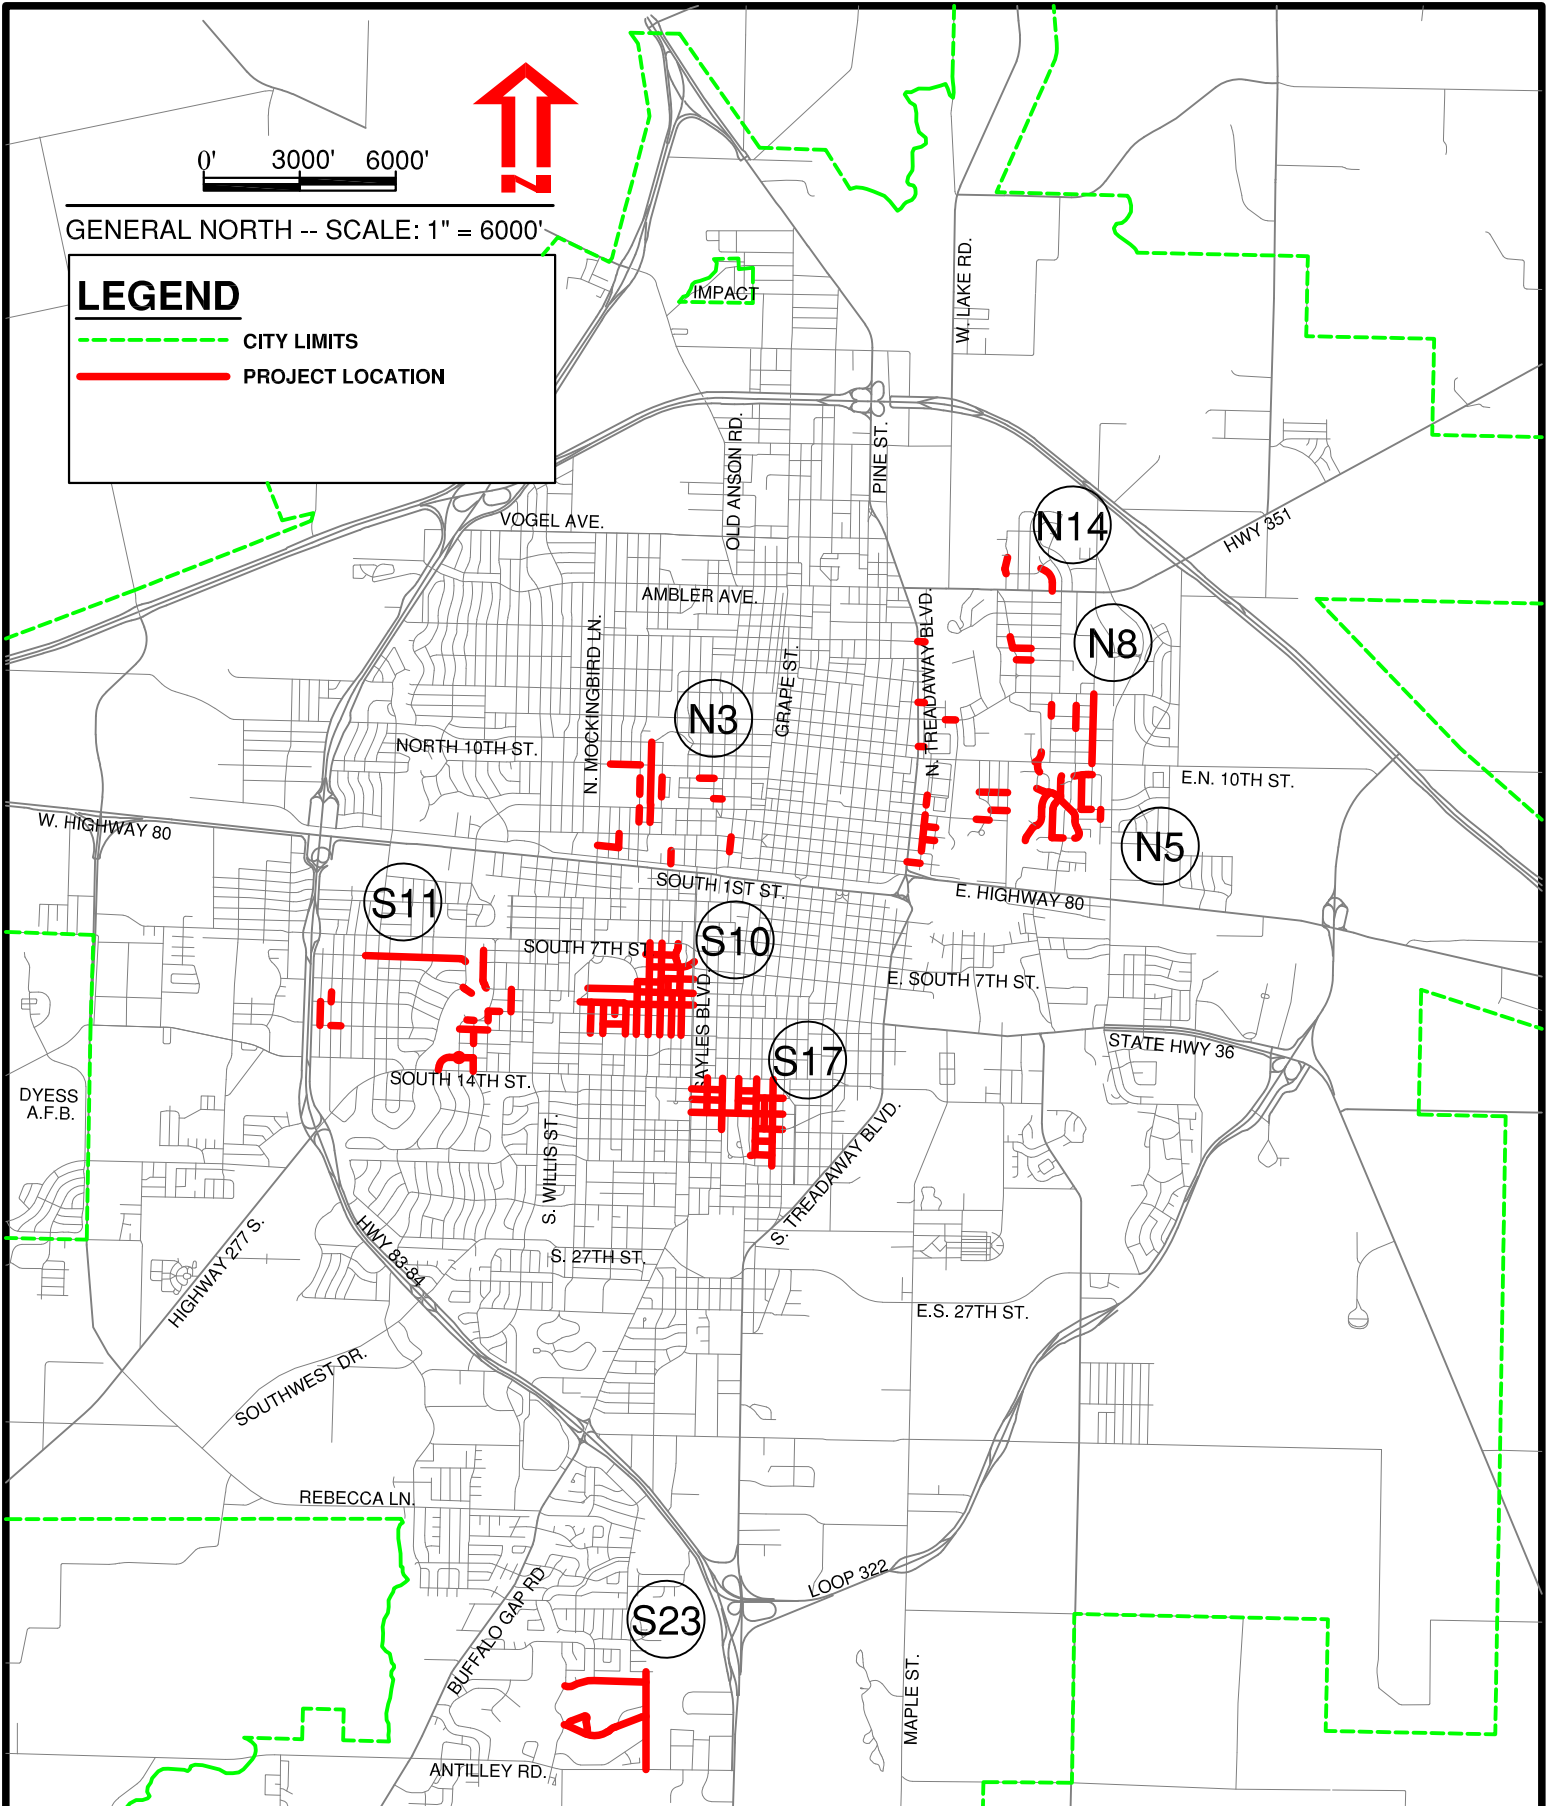 N
0' 3000' 6000'
GENERAL NORTH -- SCALE: 1" = 6000'
LEGEND
CITY LIMITS
PROJECT LOCATION
IMPACT
W. LAKE RD.
OLD ANSON RD.
PINE ST.
N14
HWY 351
VOGEL AVE.
AMBLER AVE.
N. MOCKINGBIRD LN.
GRAPE ST.
N. TREADAWAY BLVD.
N8
N3
NORTH 10TH ST.
E.N. 10TH ST.
W. HIGHWAY 80
N5
SOUTH 1ST ST.
E. HIGHWAY 80
S11
SOUTH 7TH ST
S10
E. SOUTH 7TH ST.
SAYLES BLVD.
S17
STATE HWY 36
SOUTH 14TH ST.
DYESS
A.F.B.
S. WILLIS ST.
S. TREADAWAY BLVD.
HIGHWAY 277 S.
HWY 83-84
S. 27TH ST.
E.S. 27TH ST.
SOUTHWEST DR.
REBECCA LN.
LOOP 322
BUFFALO GAP RD
S23
MAPLE ST.
ANTILLEY RD.